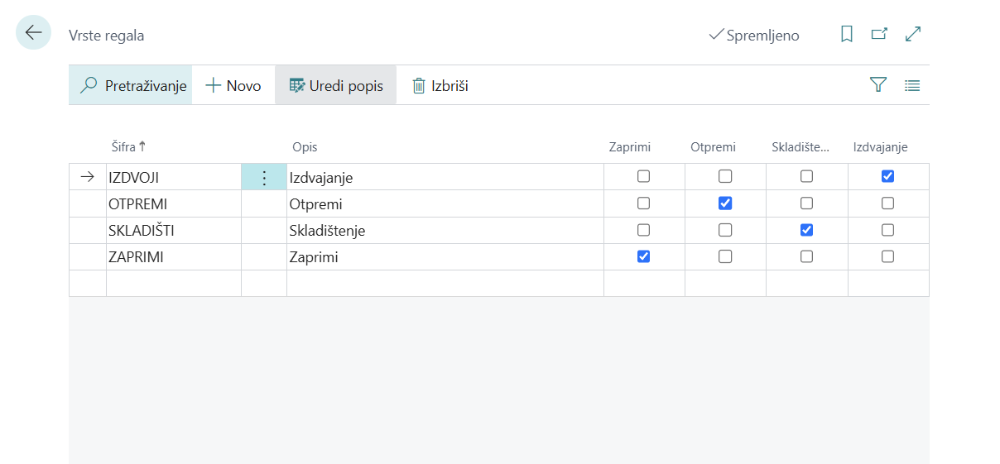 Vrste regala Spremljeno
Pretraživanje Novo Uredi popis Izbriši
Šifra Opis Zaprimi Otpremi Skladište... Izdvajanje
IZDVOJI Izdvajanje
OTPREMI Otpremi
SKLADIŠTI Skladištenje
ZAPRIMI Zaprimi